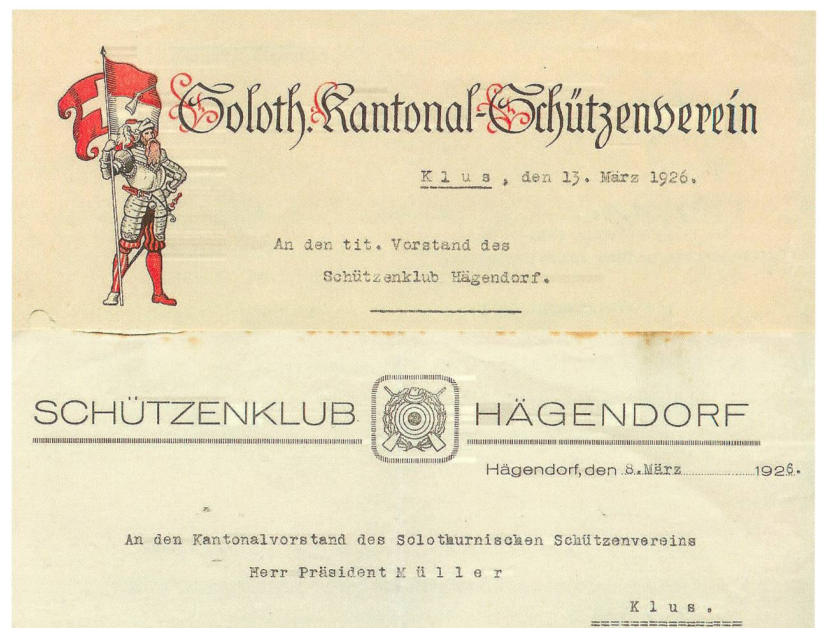 Soloth. Kantonal-Schützenverein
Klus, den 13. März 1926.
An den tit. Vorstand des
Schützenklub Hägendorf.
SCHÜTZENKLUB HÄGENDORF
Hägendorf, den 8. März 1926.
An den Kantonalvorstand des Solothurnischen Schützenvereins
Herr Präsident Müller
Klus.